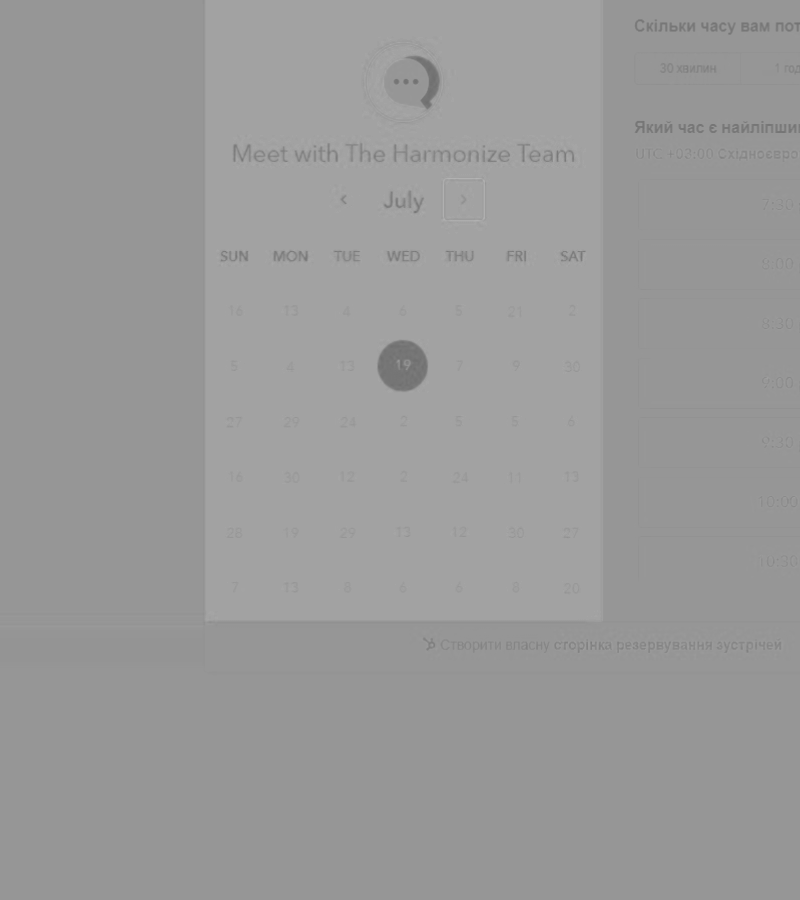 Meet with The Harmonize Team
July
SUN MON TUE WED THU FRI SAT
16 13 4 6 5 21 2
5 4 13 19 7 9 30
27 29 24 2 5 5 6
16 30 12 2 24 11 13
28 19 29 13 12 30 27
7 13 8 6 6 8 20
Скільки часу вам пот
30 хвилин
1 год
Який час є найліпши
UTC +02:00 Східноєвро
7:30
8:00
8:30
9:00
9:30
10:00
10:30
Створити власну сторінка резервування зустрічей